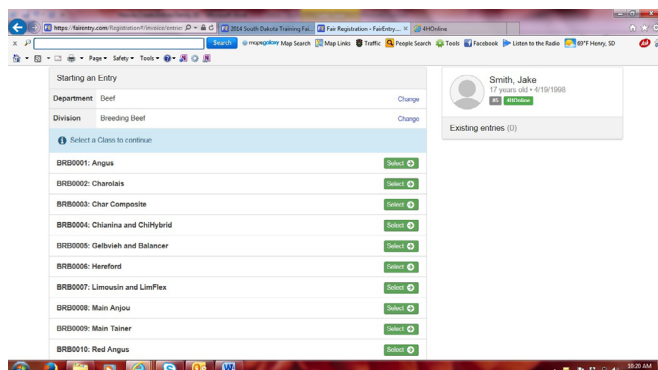 https://fairentry.com/Registration?/invoice/entries
2014 South Dakota Training Fai...
Fair Registration - FairEntry....
4HOnline
Search
mapsgalaxy Map Search
Map Links
Traffic
People Search
Tools
Facebook
Listen to the Radio
69°F Henry, SD
Page
Safety
Tools
Starting an Entry
Department Beef Change
Division Breeding Beef Change
Select a Class to continue
BRB0001: Angus Select
BRB0002: Charolais Select
BRB0003: Char Composite Select
BRB0004: Chianina and ChiHybrid Select
BRB0005: Gelbvieh and Balancer Select
BRB0006: Hereford Select
BRB0007: Limousin and LimFlex Select
BRB0008: Main Anjou Select
BRB0009: Main Tainer Select
BRB0010: Red Angus Select
Smith, Jake
17 years old • 4/19/1998
#5 4HOnline
Existing entries (0)
10:20 AM